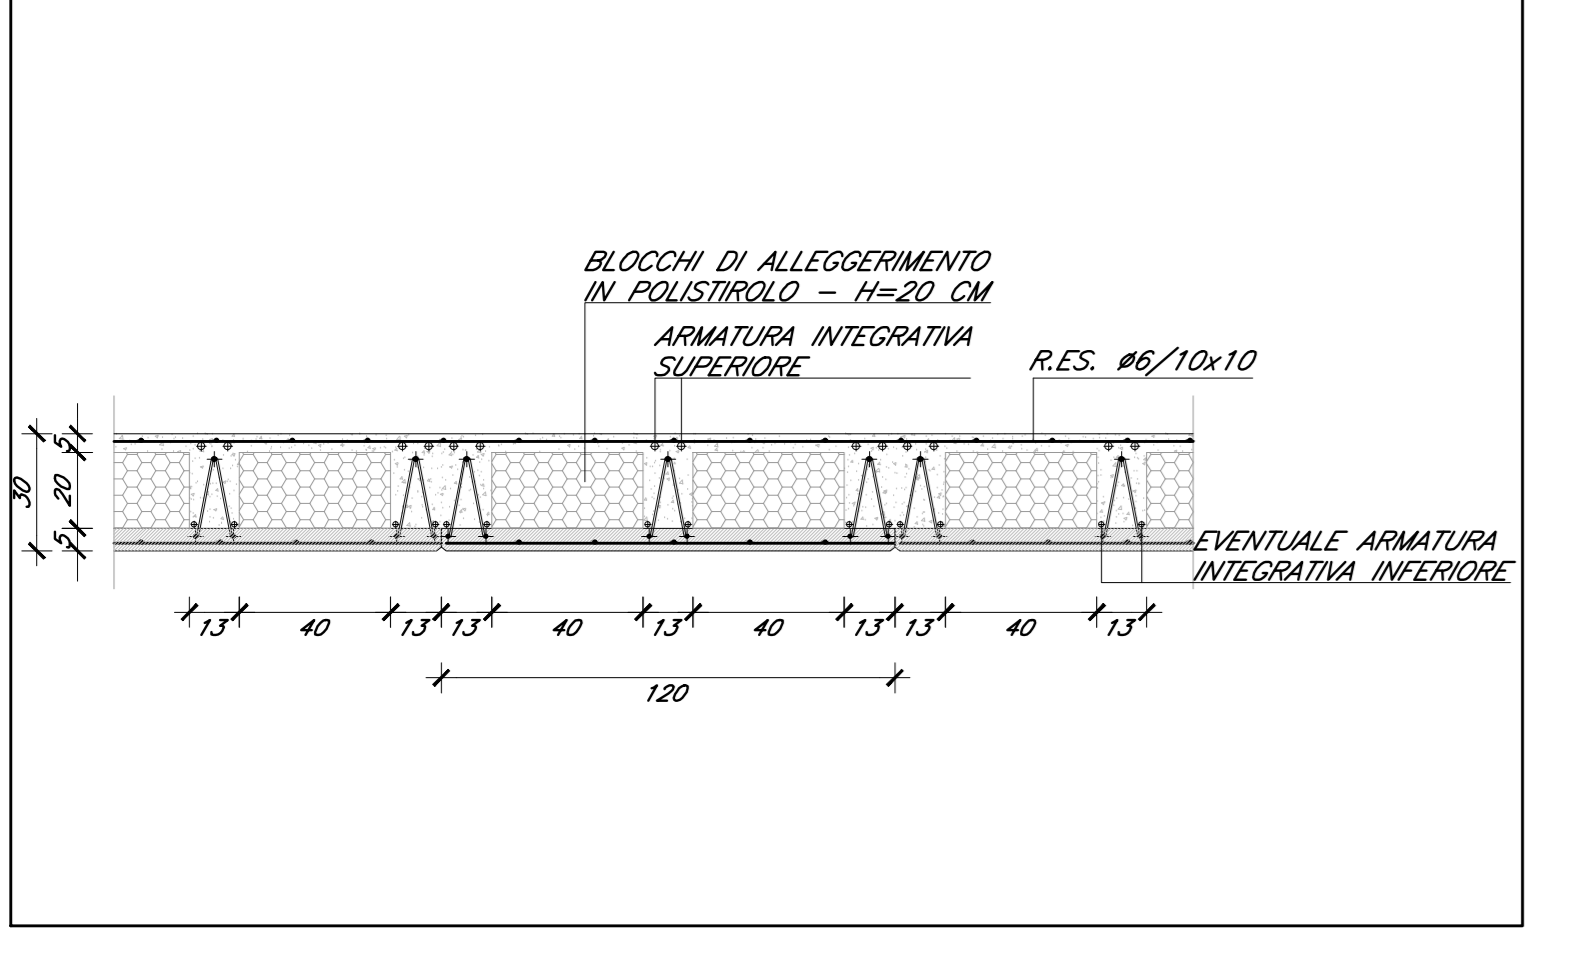 BLOCCHI DI ALLEGGERIMENTO
IN POLISTIROLO – H=20 CM
ARMATURA INTEGRATIVA
SUPERIORE
R.ES. ø6/10x10
5
30
20
5
EVENTUALE ARMATURA
INTEGRATIVA INFERIORE
13 40 13 13 40 13 40 13 13 40 13
120